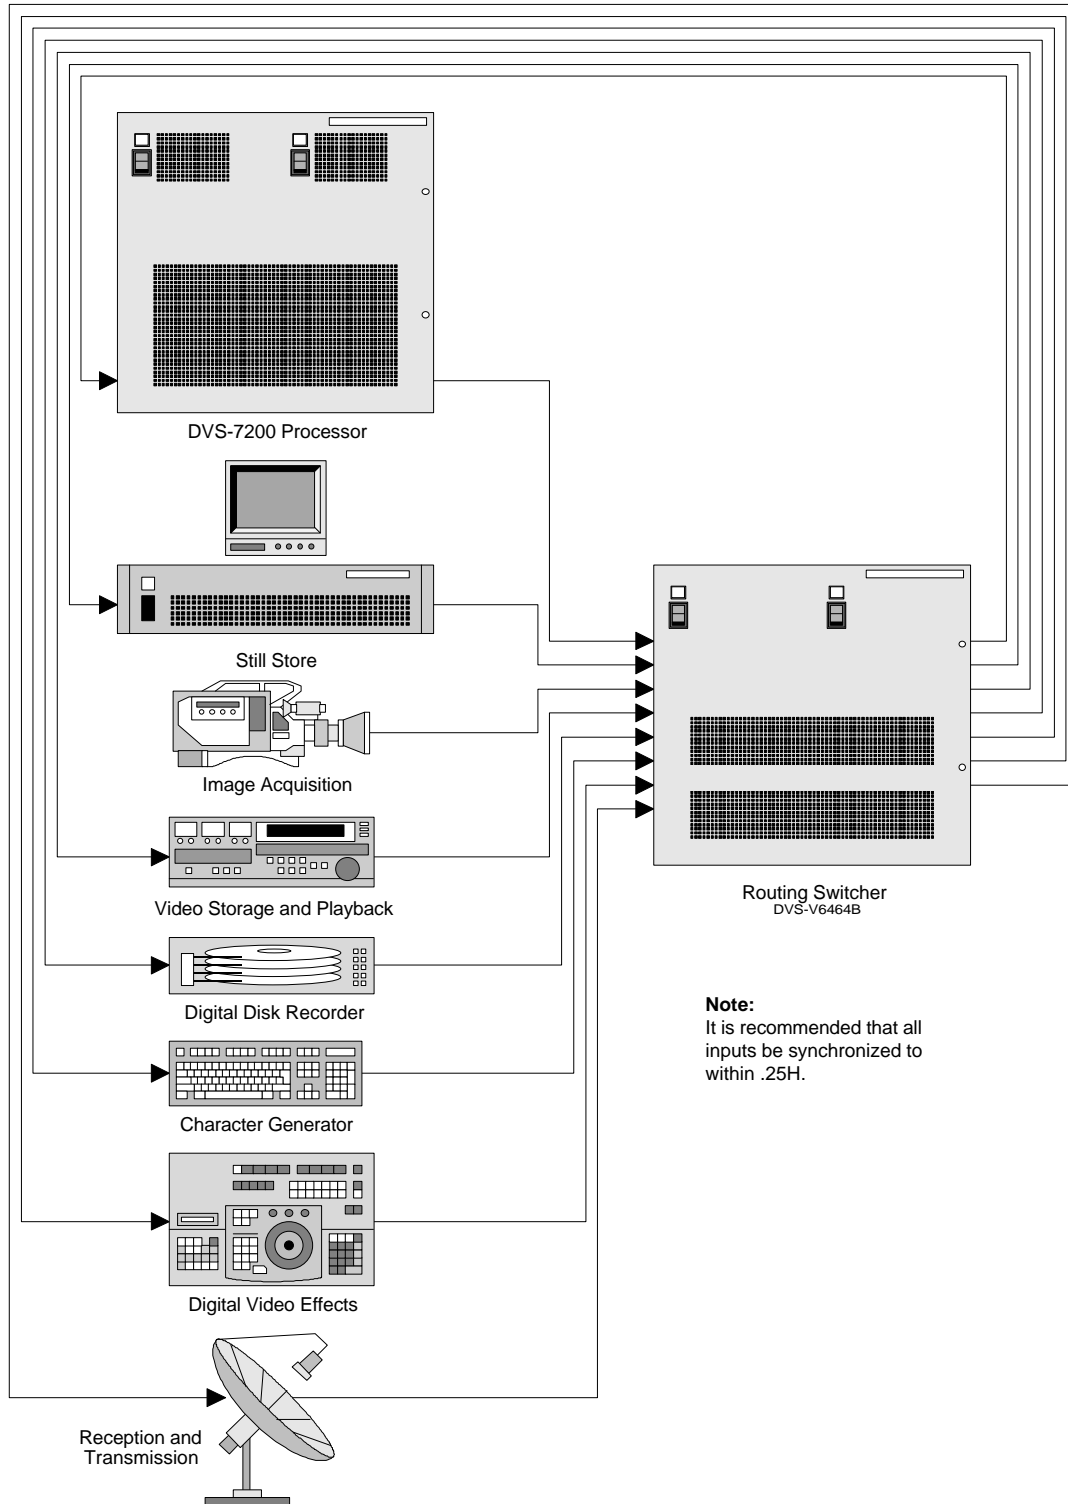 DVS-7200 Processor
Still Store
Image Acquisition
Video Storage and Playback
Digital Disk Recorder
Character Generator
Digital Video Effects
Reception and
Transmission
Routing Switcher
DVS-V6464B
Note:
It is recommended that all
inputs be synchronized to
within .25H.